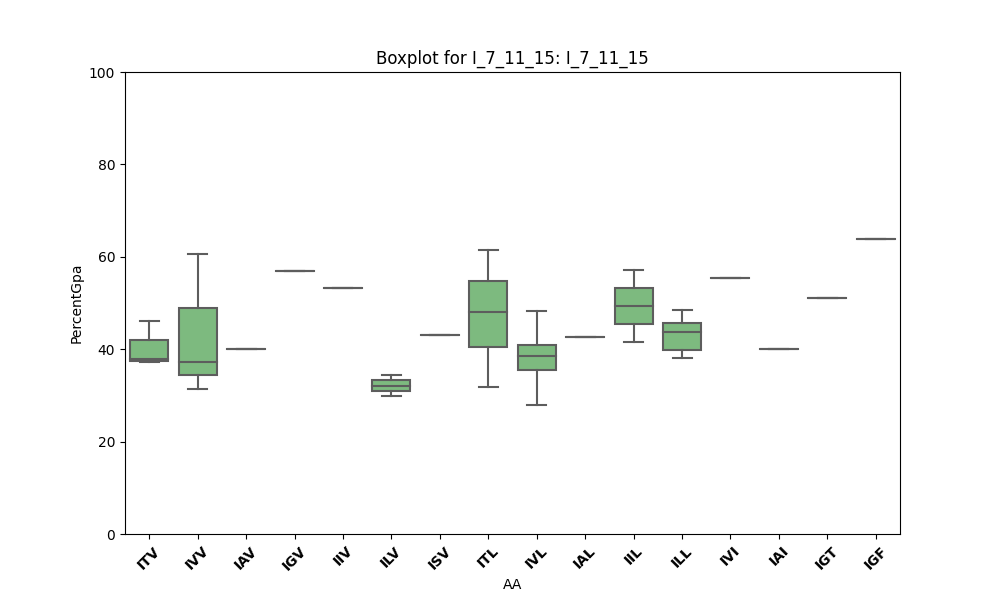 Boxplot for I_7_11_15: I_7_11_15
PercentGpa
100
80
60
40
20
0
ITV IVV IAV IGV IIV ILV ISV ITL IVL IAL IIL ILL IVI IAI IGT IGF
AA